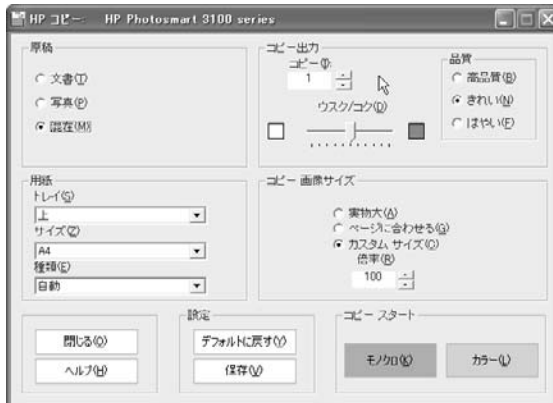 HP コピー: HP Photosmart 3100 series
原稿
文書(T)
写真(P)
混在(M)
コピー出力
コピー(I):
1
ウスク/コク(D)
品質
高品質(B)
きれい(N)
はやい(F)
用紙
トレイ(S)
上
サイズ(Z)
A4
種類(E)
自動
コピー 画像サイズ
実物大(A)
ページに合わせる(G)
カスタム サイズ(C)
倍率(R)
100
閉じる(O)
ヘルプ(H)
設定
デフォルトに戻す(Y)
保存(V)
コピー スタート
モノクロ(K)
カラー(L)